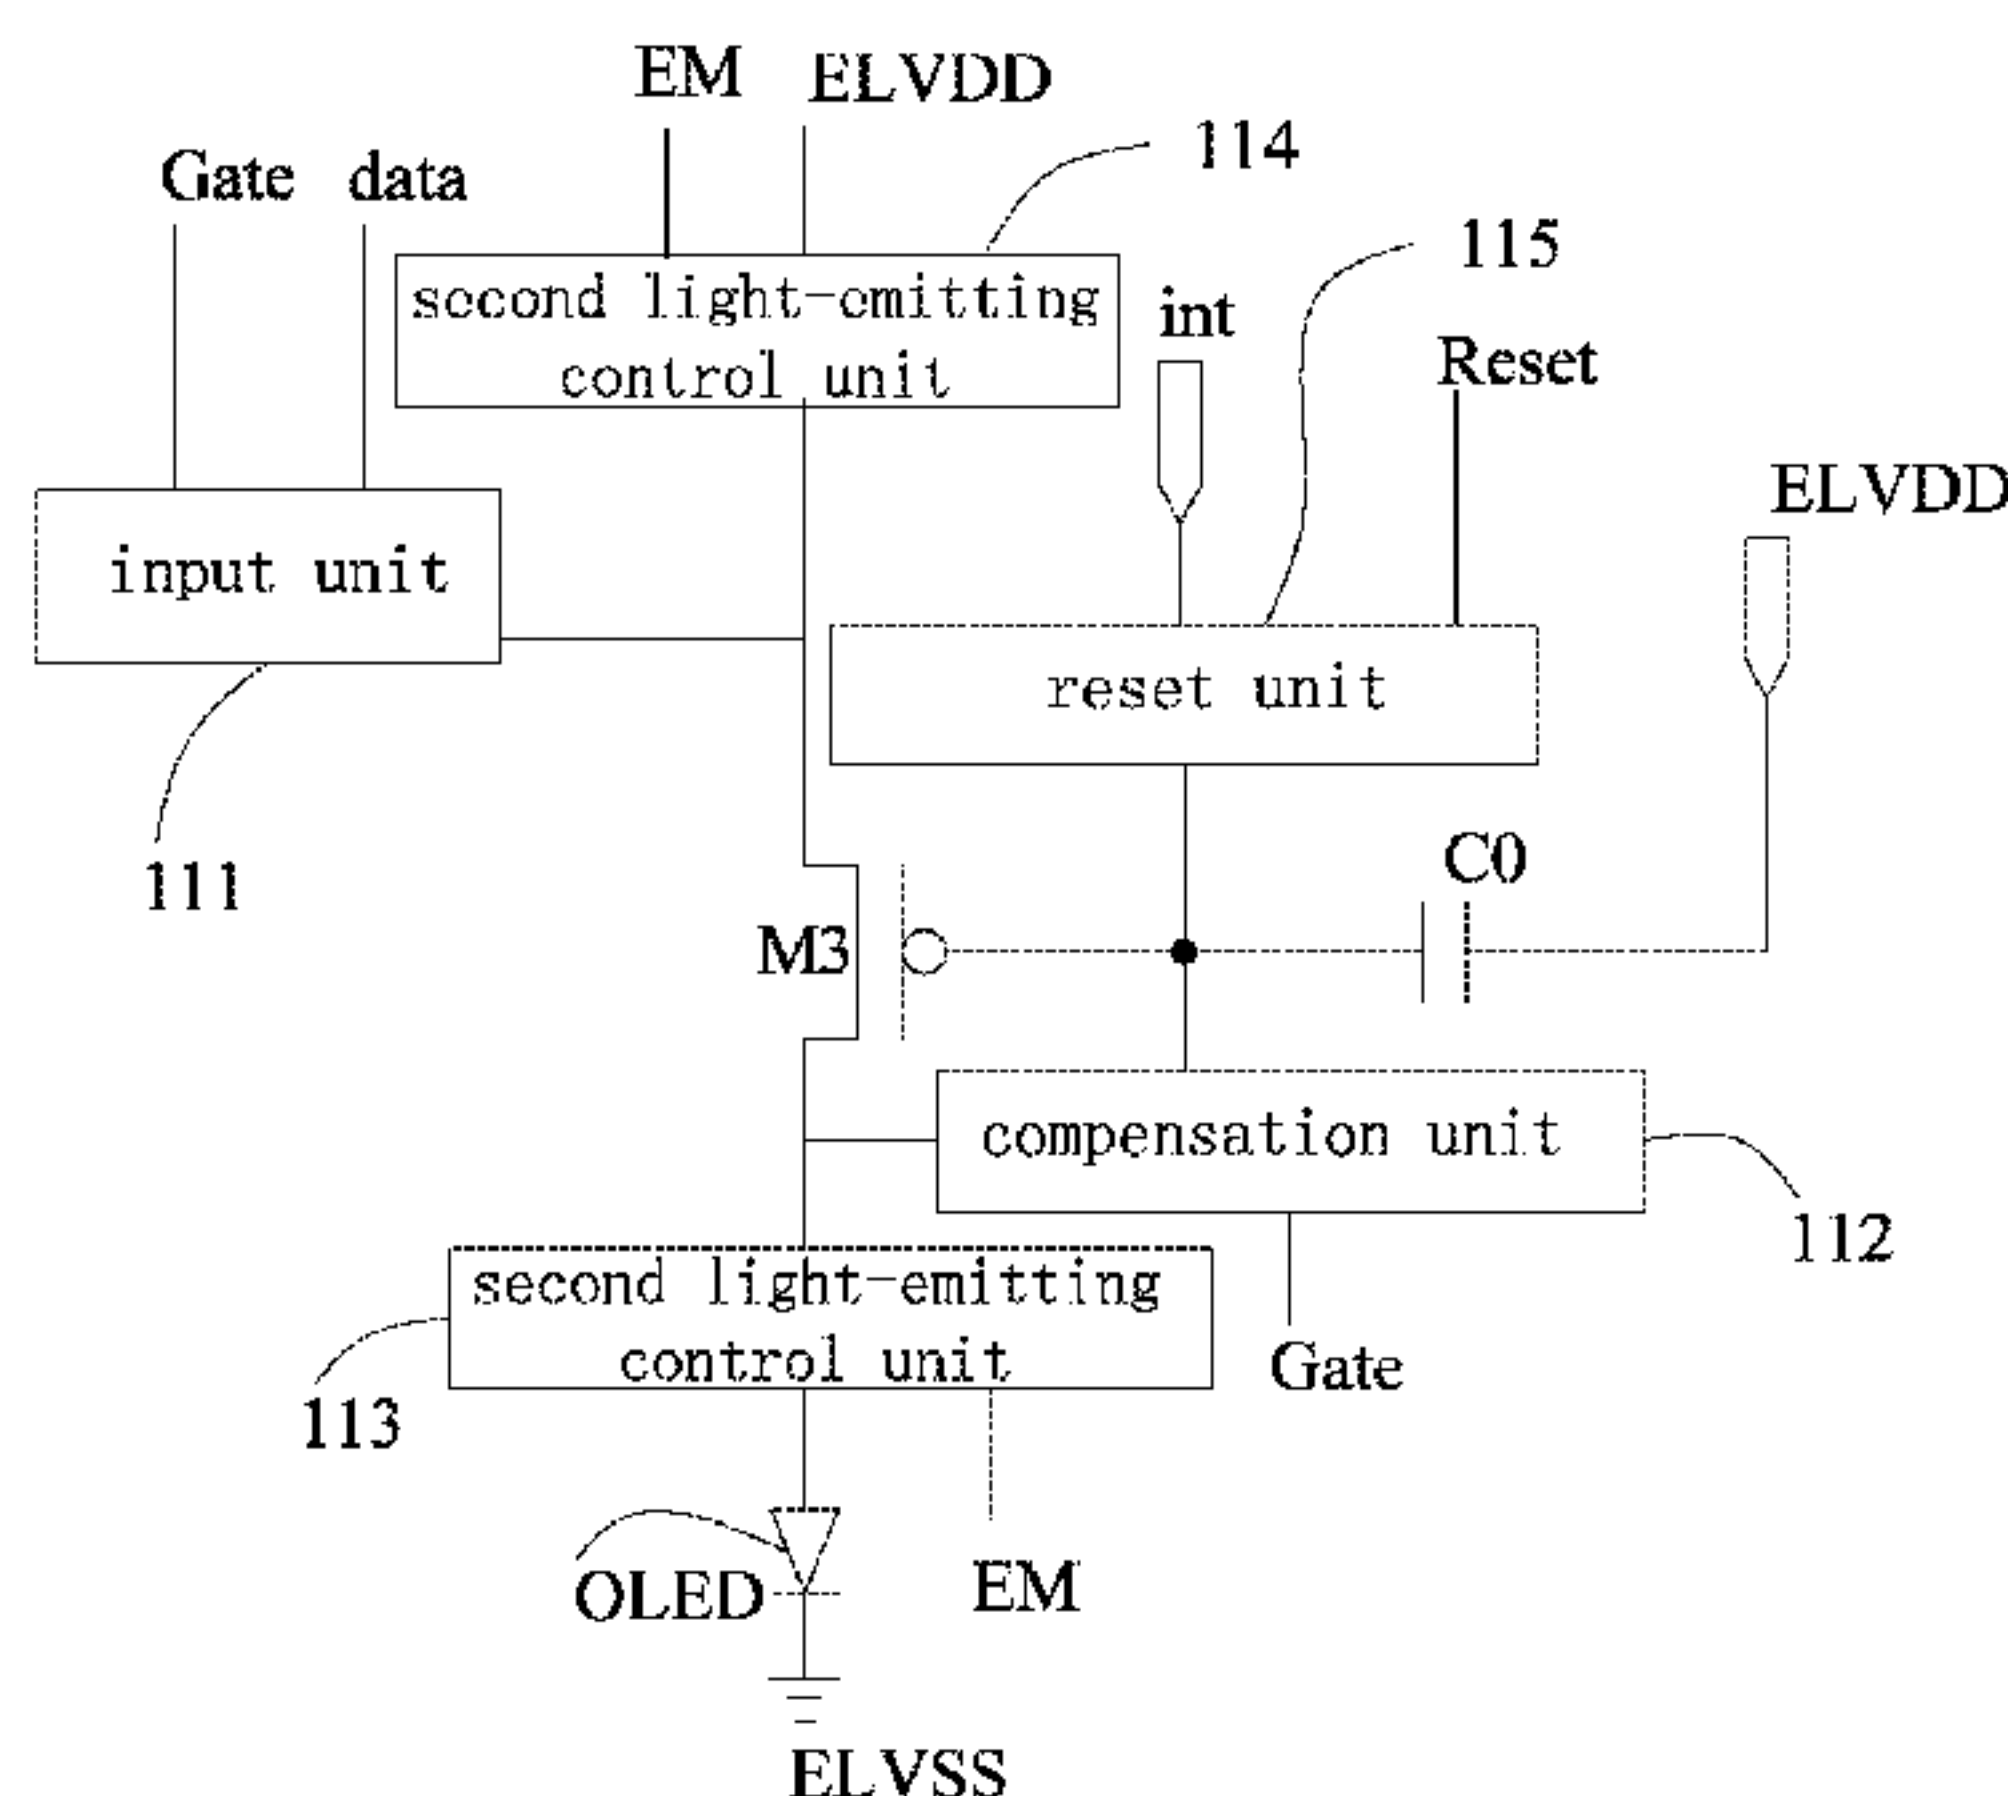 EM
ELVDD
114
Gate
data
115
second light-emitting
control unit
int
Reset
ELVDD
input unit
reset unit
111
C0
M3
compensation unit
112
second light-emitting
control unit
Gate
113
OLED
EM
ELVSS